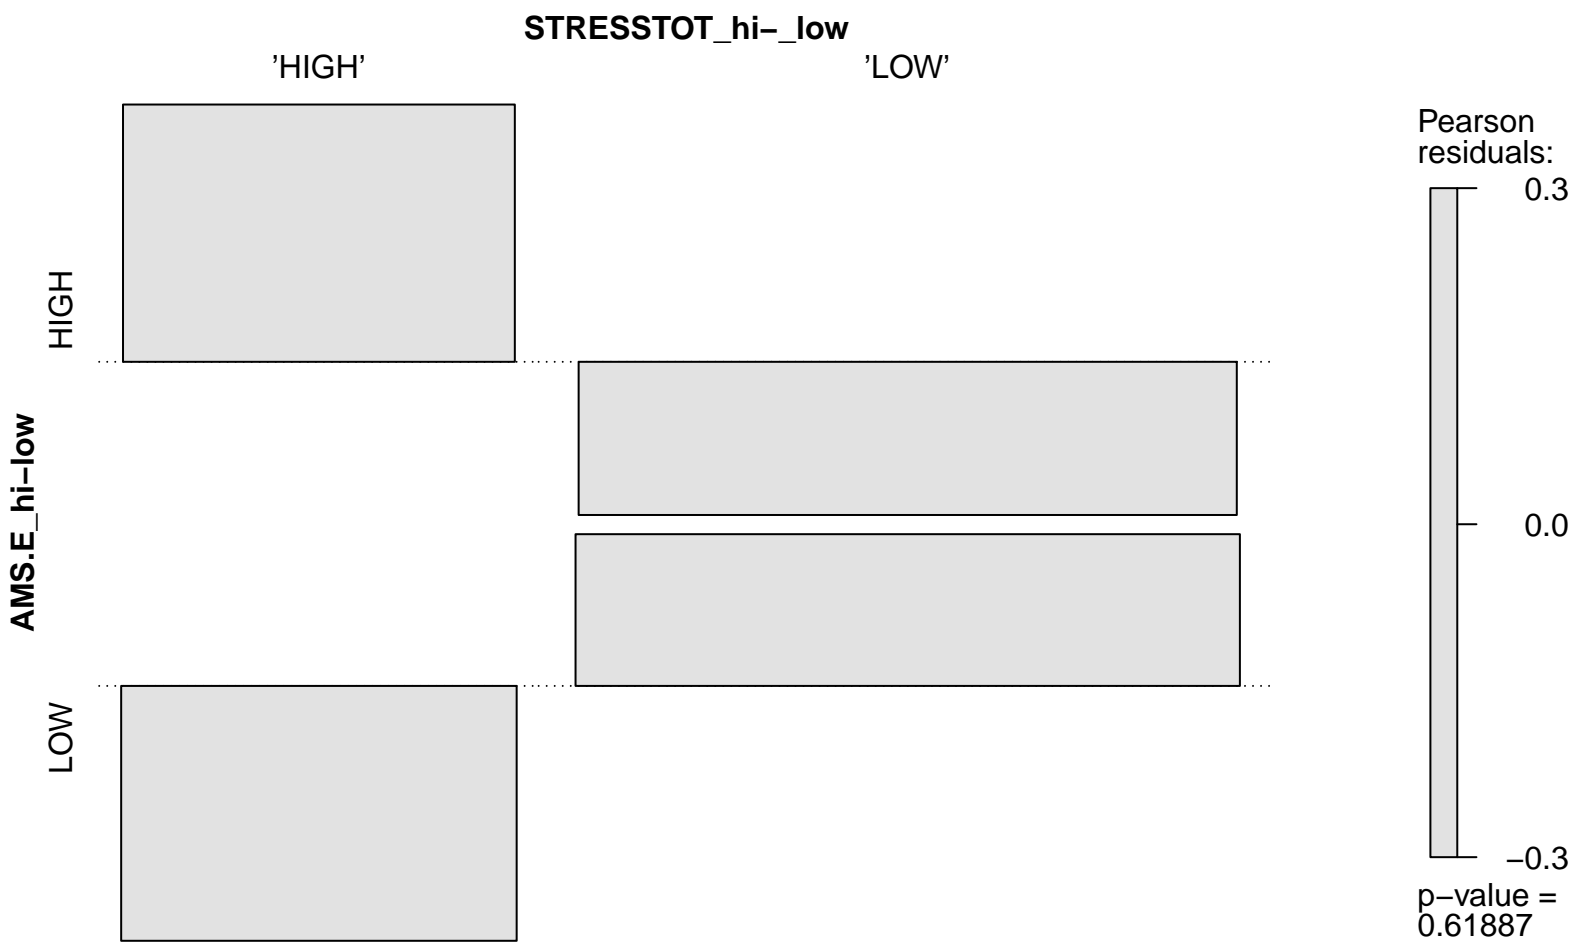 STRESSTOT_hi−_low
’HIGH’ ’LOW’
AMS.E_hi−low
HIGH
LOW
Pearson
residuals:
0.3
0.0
−0.3
p−value =
0.61887